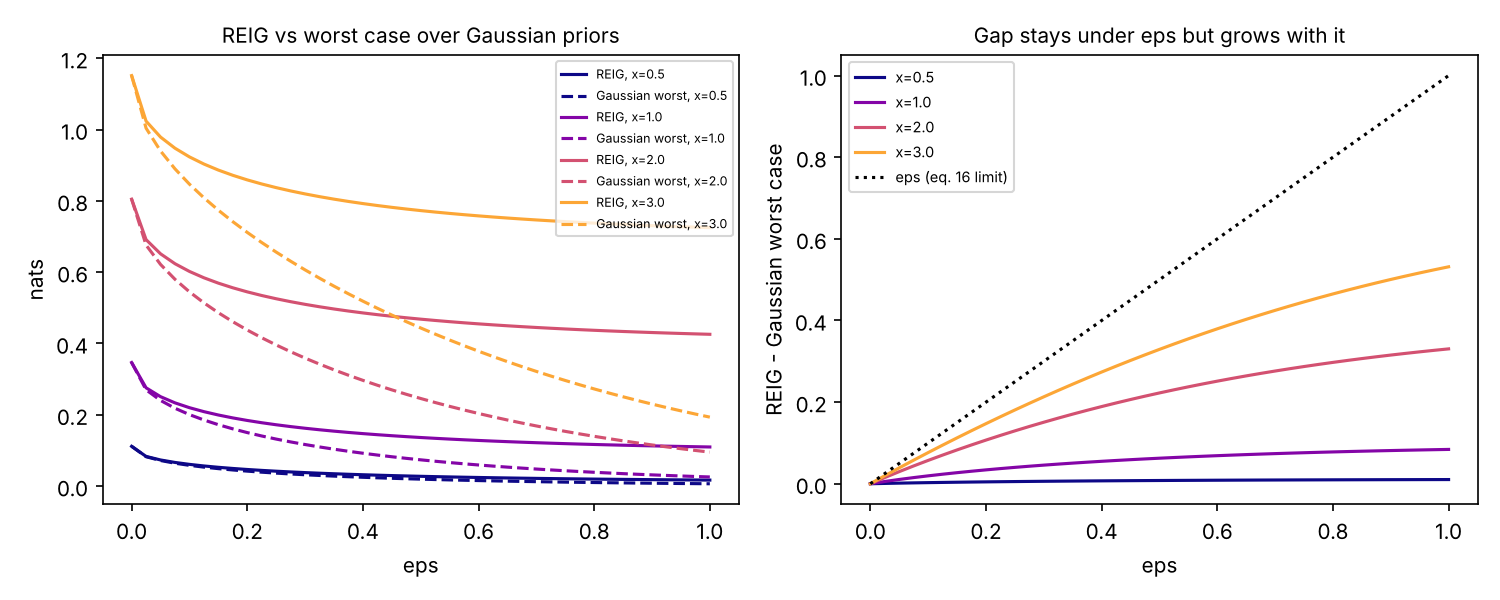 REIG vs worst case over Gaussian priors
nats
1.2
1.0
0.8
0.6
0.4
0.2
0.0
REIG, x=0.5
Gaussian worst, x=0.5
REIG, x=1.0
Gaussian worst, x=1.0
REIG, x=2.0
Gaussian worst, x=2.0
REIG, x=3.0
Gaussian worst, x=3.0
0.0 0.2 0.4 0.6 0.8 1.0
eps
Gap stays under eps but grows with it
REIG - Gaussian worst case
1.0
0.8
0.6
0.4
0.2
0.0
x=0.5
x=1.0
x=2.0
x=3.0
eps (eq. 16 limit)
0.0 0.2 0.4 0.6 0.8 1.0
eps